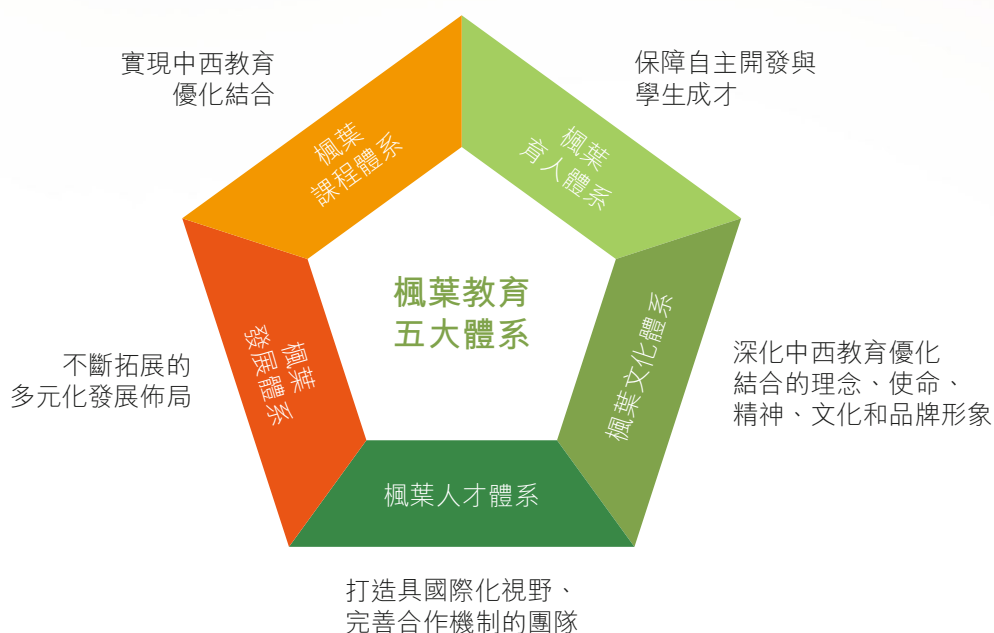 實現中西教育
優化結合
保障自主開發與
學生成才
楓葉
課程體系
楓葉
育人體系
楓葉教育
五大體系
楓葉
發展體系
楓葉文化體系
不斷拓展的
多元化發展佈局
深化中西教育優化
結合的理念、使命、
精神、文化和品牌形象
楓葉人才體系
打造具國際化視野、
完善合作機制的團隊